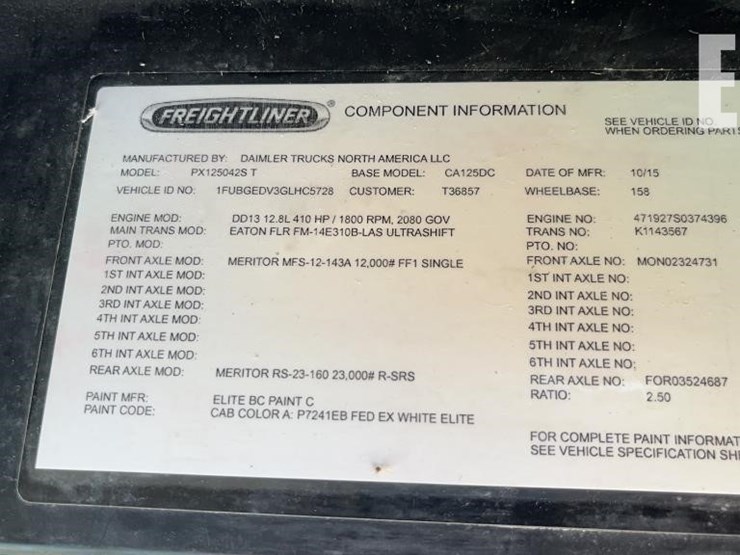 E
FREIGHTLINER® COMPONENT INFORMATION
SEE VEHICLE ID NO.
WHEN ORDERING PARTS
MANUFACTURED BY: DAIMLER TRUCKS NORTH AMERICA LLC
MODEL: PX125042S T BASE MODEL: CA125DC DATE OF MFR: 10/15
VEHICLE ID NO: 1FUBGEDV3GLHC5728 CUSTOMER: T36857 WHEELBASE: 158
ENGINE MOD: DD13 12.8L 410 HP / 1800 RPM, 2080 GOV ENGINE NO: 471927S0374396
MAIN TRANS MOD: EATON FLR FM-14E310B-LAS ULTRASHIFT TRANS NO: K1143567
PTO. MOD: PTO. NO:
FRONT AXLE MOD: MERITOR MFS-12-143A 12,000# FF1 SINGLE FRONT AXLE NO: MON02324731
1ST INT AXLE MOD: 1ST INT AXLE NO:
2ND INT AXLE MOD: 2ND INT AXLE NO:
3RD INT AXLE MOD: 3RD INT AXLE NO:
4TH INT AXLE MOD: 4TH INT AXLE NO:
5TH INT AXLE MOD: 5TH INT AXLE NO:
6TH INT AXLE MOD: 6TH INT AXLE NO:
REAR AXLE MOD: MERITOR RS-23-160 23,000# R-SRS REAR AXLE NO: FOR03524687
PAINT MFR: ELITE BC PAINT C RATIO: 2.50
PAINT CODE: CAB COLOR A: P7241EB FED EX WHITE ELITE
FOR COMPLETE PAINT INFORMAT
SEE VEHICLE SPECIFICATION SH